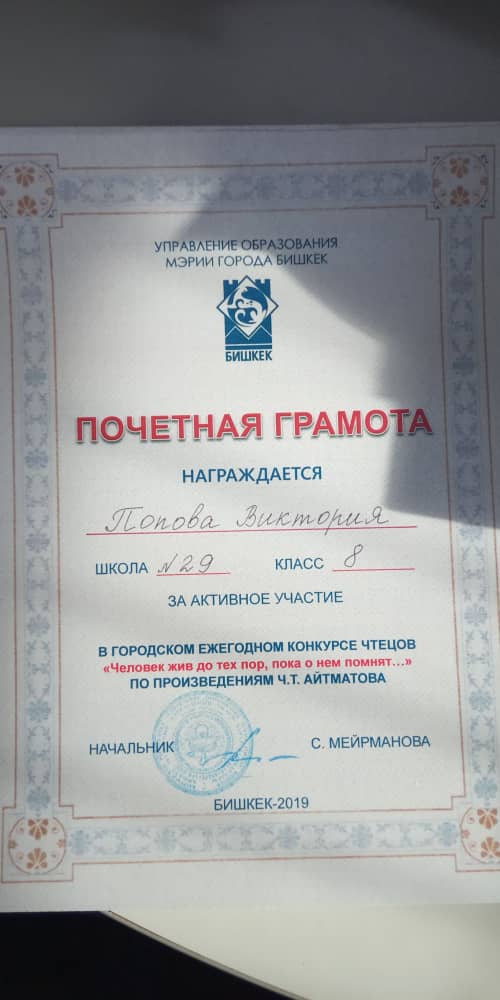 УПРАВЛЕНИЕ ОБРАЗОВАНИЯ
МЭРИИ ГОРОДА БИШКЕК
БИШКЕК
ПОЧЕТНАЯ ГРАМОТА
НАГРАЖДАЕТСЯ
Попова Виктория
ШКОЛА №29 КЛАСС 8
ЗА АКТИВНОЕ УЧАСТИЕ
В ГОРОДСКОМ ЕЖЕГОДНОМ КОНКУРСЕ ЧТЕЦОВ
«Человек жив до тех пор, пока о нем помнят...»
ПО ПРОИЗВЕДЕНИЯМ Ч.Т. АЙТМАТОВА
НАЧАЛЬНИК С. МЕЙРМАНОВА
БИШКЕК-2019